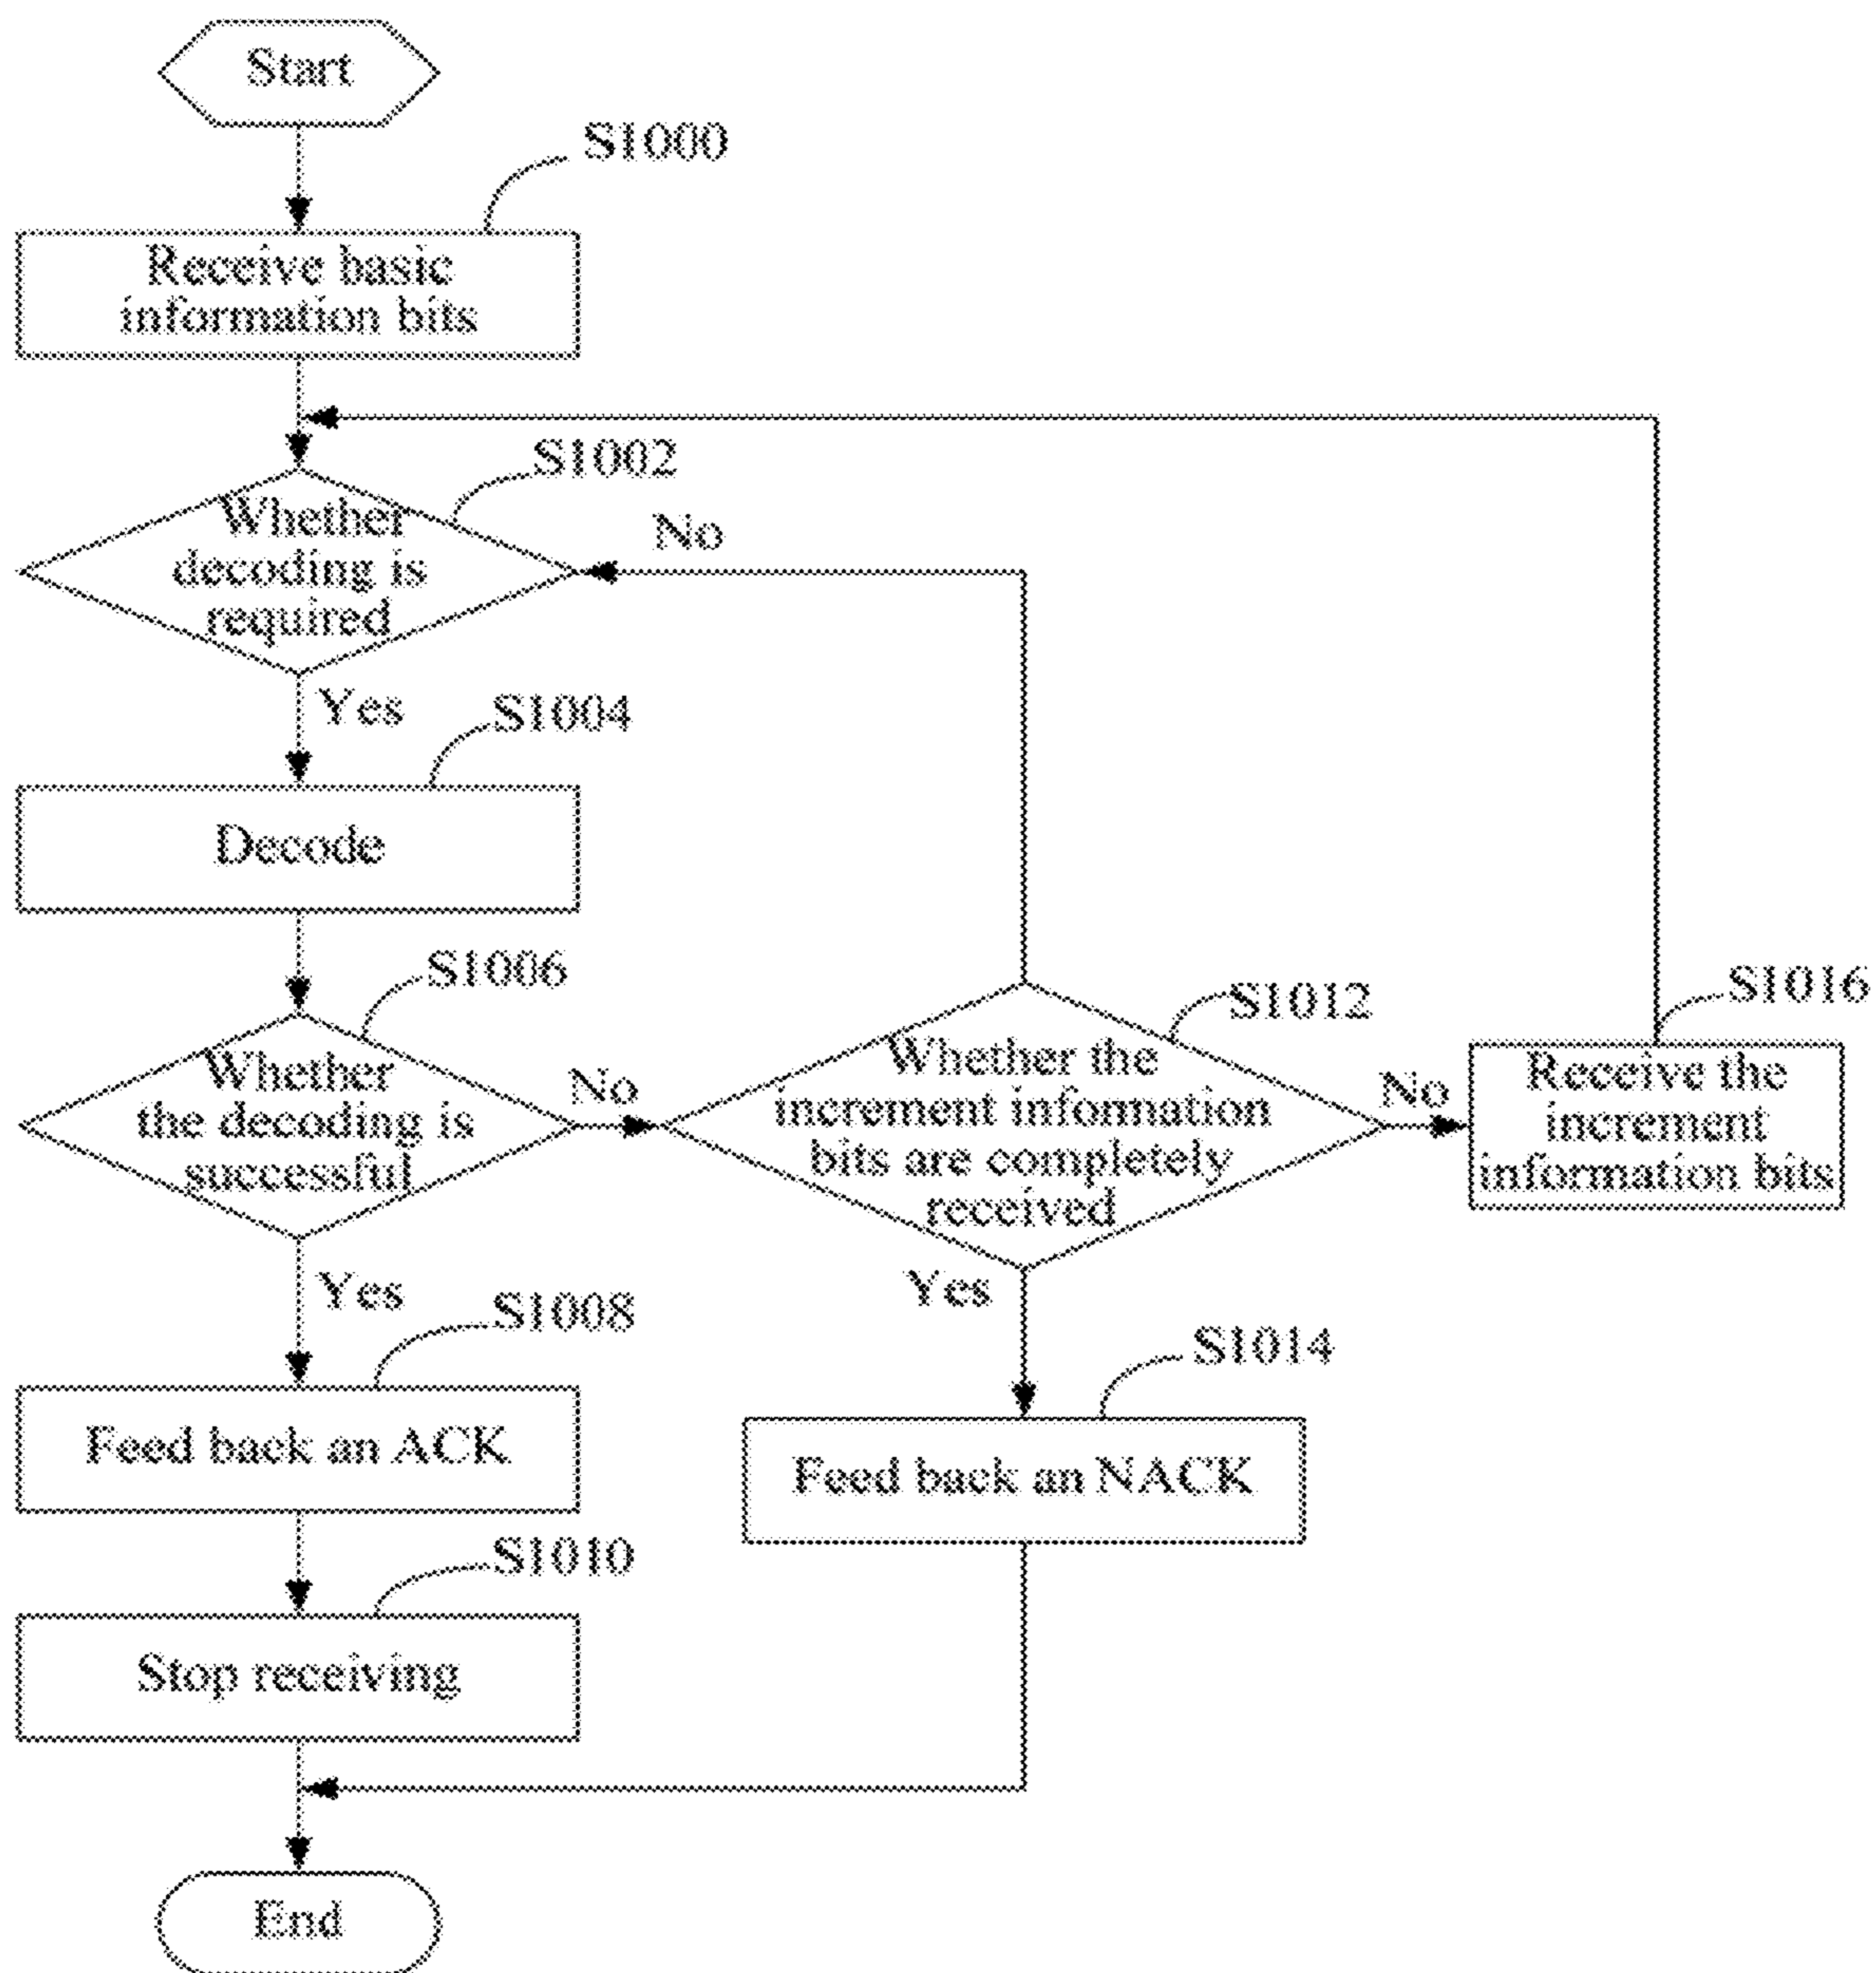 Start
S1000
Receive basic
information bits
S1002
Whether
decoding is
required
No
Yes
S1004
Decode
S1006
Whether
the decoding is
successful
No
S1012
Whether the
increment information
bits are completely
received
No
S1016
Receive the
increment
information bits
Yes
S1008
Feed back an ACK
Yes
S1014
Feed back an NACK
S1010
Stop receiving
End